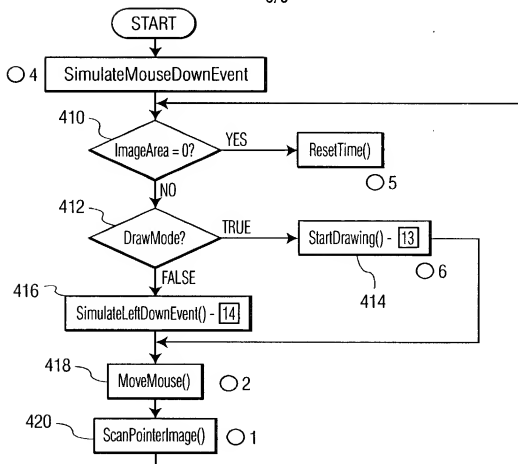 START
4 SimulateMouseDownEvent
410
ImageArea = 0?
YES
ResetTime()
5
NO
412
DrawMode?
TRUE
StartDrawing() - 13
6
414
FALSE
416
SimulateLeftDownEvent() - 14
418
MoveMouse()
2
420
ScanPointerImage()
1